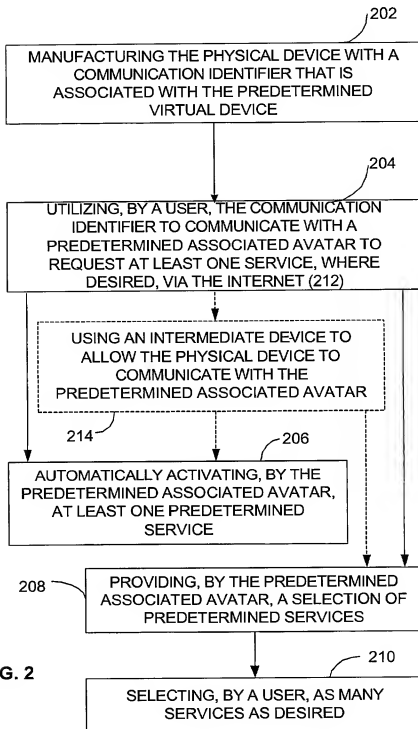 202
MANUFACTURING THE PHYSICAL DEVICE WITH A
COMMUNICATION IDENTIFIER THAT IS
ASSOCIATED WITH THE PREDETERMINED
VIRTUAL DEVICE
204
UTILIZING, BY A USER, THE COMMUNICATION
IDENTIFIER TO COMMUNICATE WITH A
PREDETERMINED ASSOCIATED AVATAR TO
REQUEST AT LEAST ONE SERVICE, WHERE
DESIRED, VIA THE INTERNET (212)
USING AN INTERMEDIATE DEVICE TO
ALLOW THE PHYSICAL DEVICE TO
COMMUNICATE WITH THE
PREDETERMINED ASSOCIATED AVATAR
214
206
AUTOMATICALLY ACTIVATING, BY THE
PREDETERMINED ASSOCIATED AVATAR,
AT LEAST ONE PREDETERMINED
SERVICE
208
PROVIDING, BY THE PREDETERMINED
ASSOCIATED AVATAR, A SELECTION OF
PREDETERMINED SERVICES
210
G. 2
SELECTING, BY A USER, AS MANY
SERVICES AS DESIRED